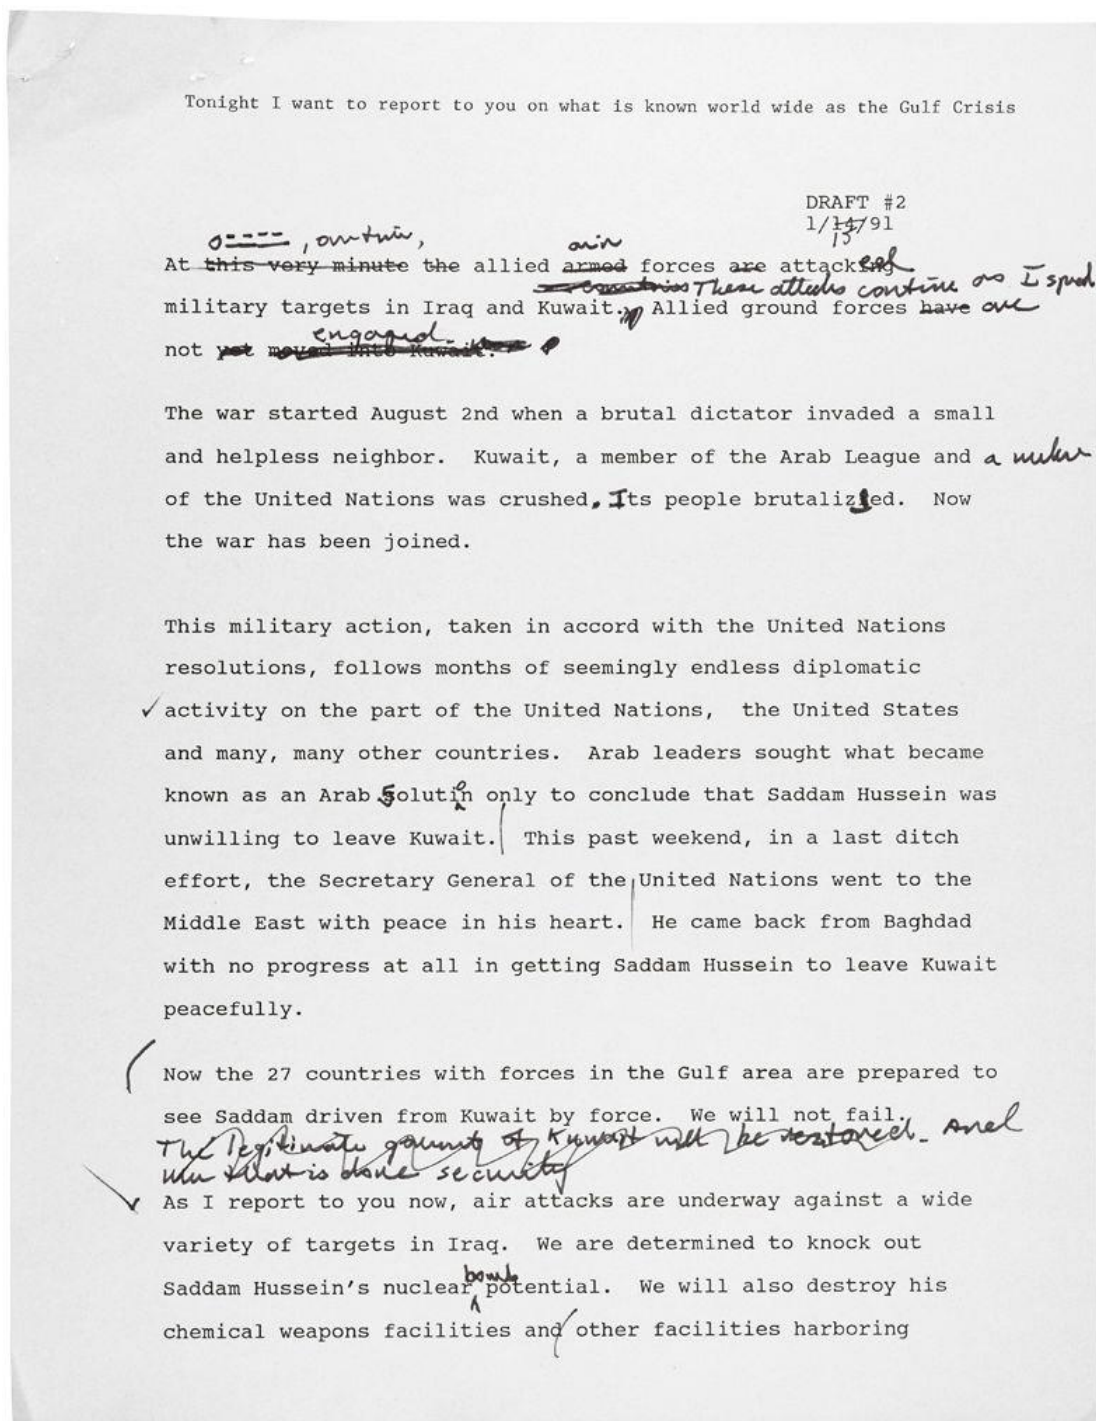 Tonight I want to report to you on what is known world wide as the Gulf Crisis
DRAFT #2
1/14/91
15
air
At this very minute the allied armed forces are attacking ed
These attacks continue as I speak
military targets in Iraq and Kuwait. Allied ground forces have are
engaged.
not yet moved into Kuwait.
The war started August 2nd when a brutal dictator invaded a small
and helpless neighbor.  Kuwait, a member of the Arab League and a
of the United Nations was crushed. Its people brutalized.  Now
the war has been joined.
This military action, taken in accord with the United Nations
resolutions, follows months of seemingly endless diplomatic
activity on the part of the United Nations,  the United States
and many, many other countries.  Arab leaders sought what became
known as an Arab Solution only to conclude that Saddam Hussein was
unwilling to leave Kuwait.  This past weekend, in a last ditch
effort, the Secretary General of the United Nations went to the
Middle East with peace in his heart.  He came back from Baghdad
with no progress at all in getting Saddam Hussein to leave Kuwait
peacefully.
Now the 27 countries with forces in the Gulf area are prepared to
see Saddam driven from Kuwait by force.  We will not fail.
The legitimate of Kuwait will be restored. And
that is done security
As I report to you now, air attacks are underway against a wide
variety of targets in Iraq.  We are determined to knock out
bomb
Saddam Hussein's nuclear potential.  We will also destroy his
chemical weapons facilities and other facilities harboring